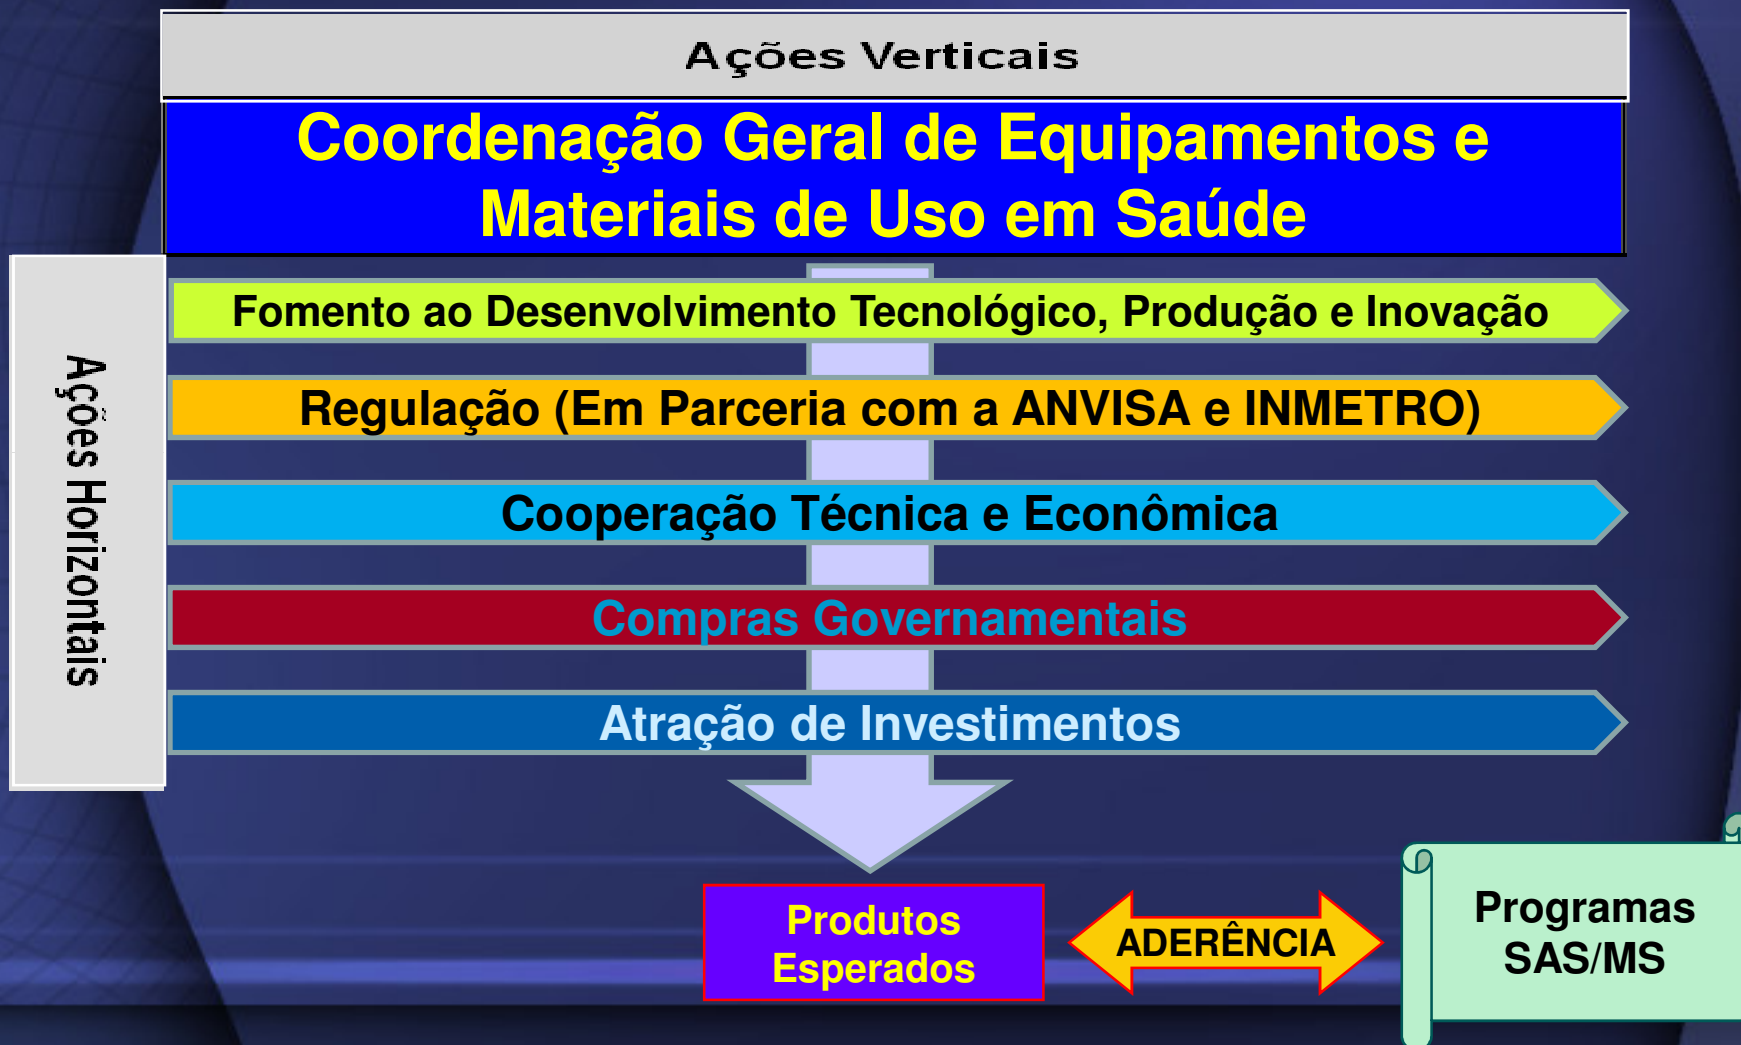 Ações Verticais
Coordenação Geral de Equipamentos e
Materiais de Uso em Saúde
Ações Horizontais
Fomento ao Desenvolvimento Tecnológico, Produção e Inovação
Regulação (Em Parceria com a ANVISA e INMETRO)
Cooperação Técnica e Econômica
Compras Governamentais
Atração de Investimentos
Produtos
Esperados
ADERÊNCIA
Programas
SAS/MS